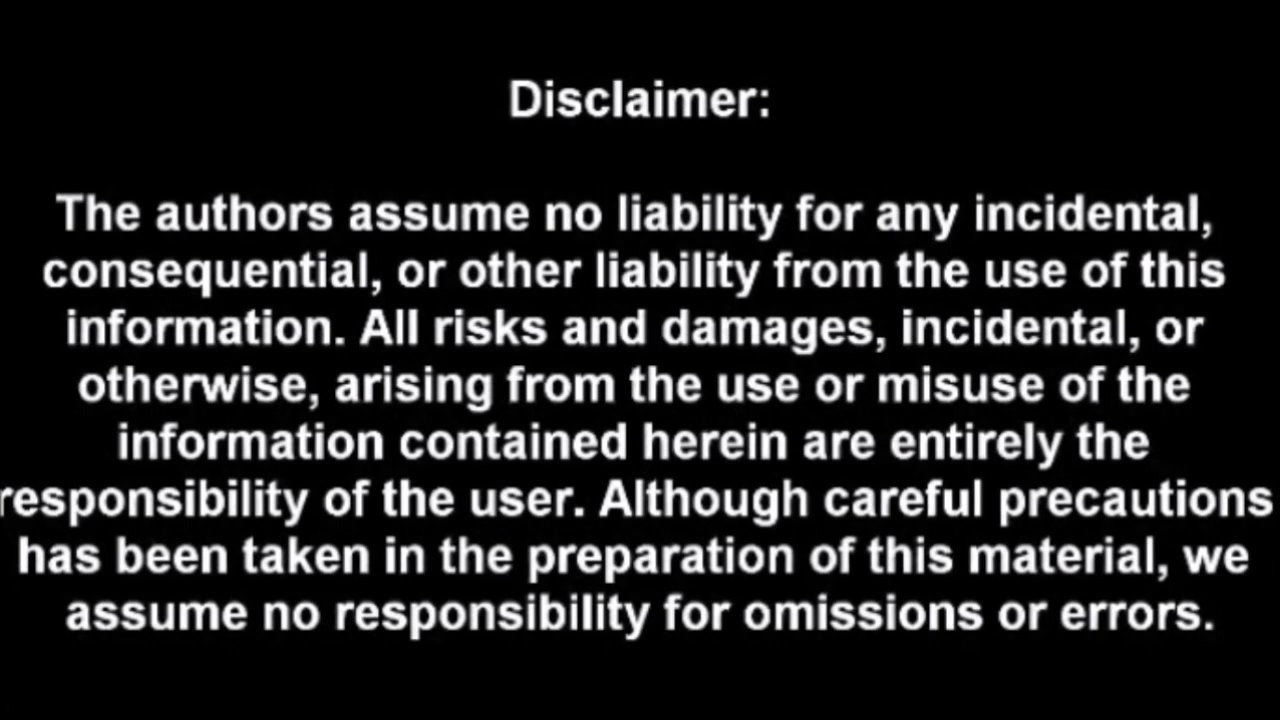 Disclaimer:
The authors assume no liability for any incidental,
consequential, or other liability from the use of this
information. All risks and damages, incidental, or
otherwise, arising from the use or misuse of the
information contained herein are entirely the
responsibility of the user. Although careful precautions
has been taken in the preparation of this material, we
assume no responsibility for omissions or errors.